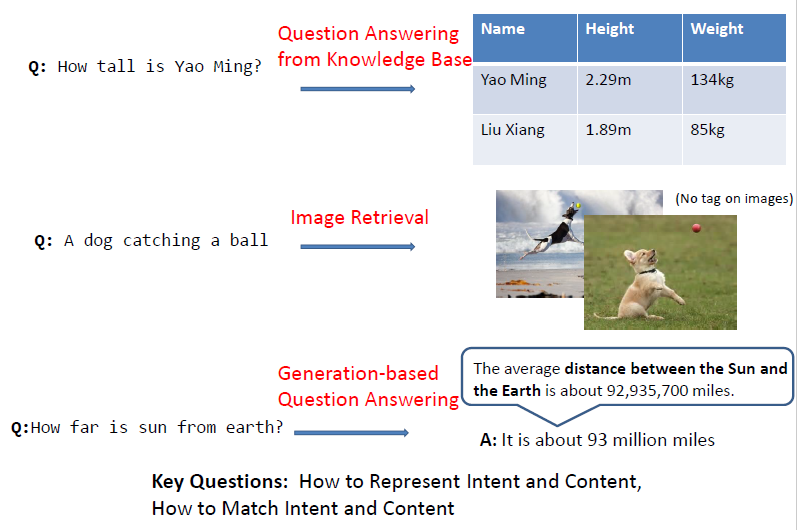 Question Answering
from Knowledge Base
Q: How tall is Yao Ming?
Name Height Weight
Yao Ming 2.29m 134kg
Liu Xiang 1.89m 85kg
Image Retrieval
(No tag on images)
Q: A dog catching a ball
Generation-based
Question Answering
The average distance between the Sun and
the Earth is about 92,935,700 miles.
Q:How far is sun from earth?
A: It is about 93 million miles
Key Questions: How to Represent Intent and Content,
How to Match Intent and Content